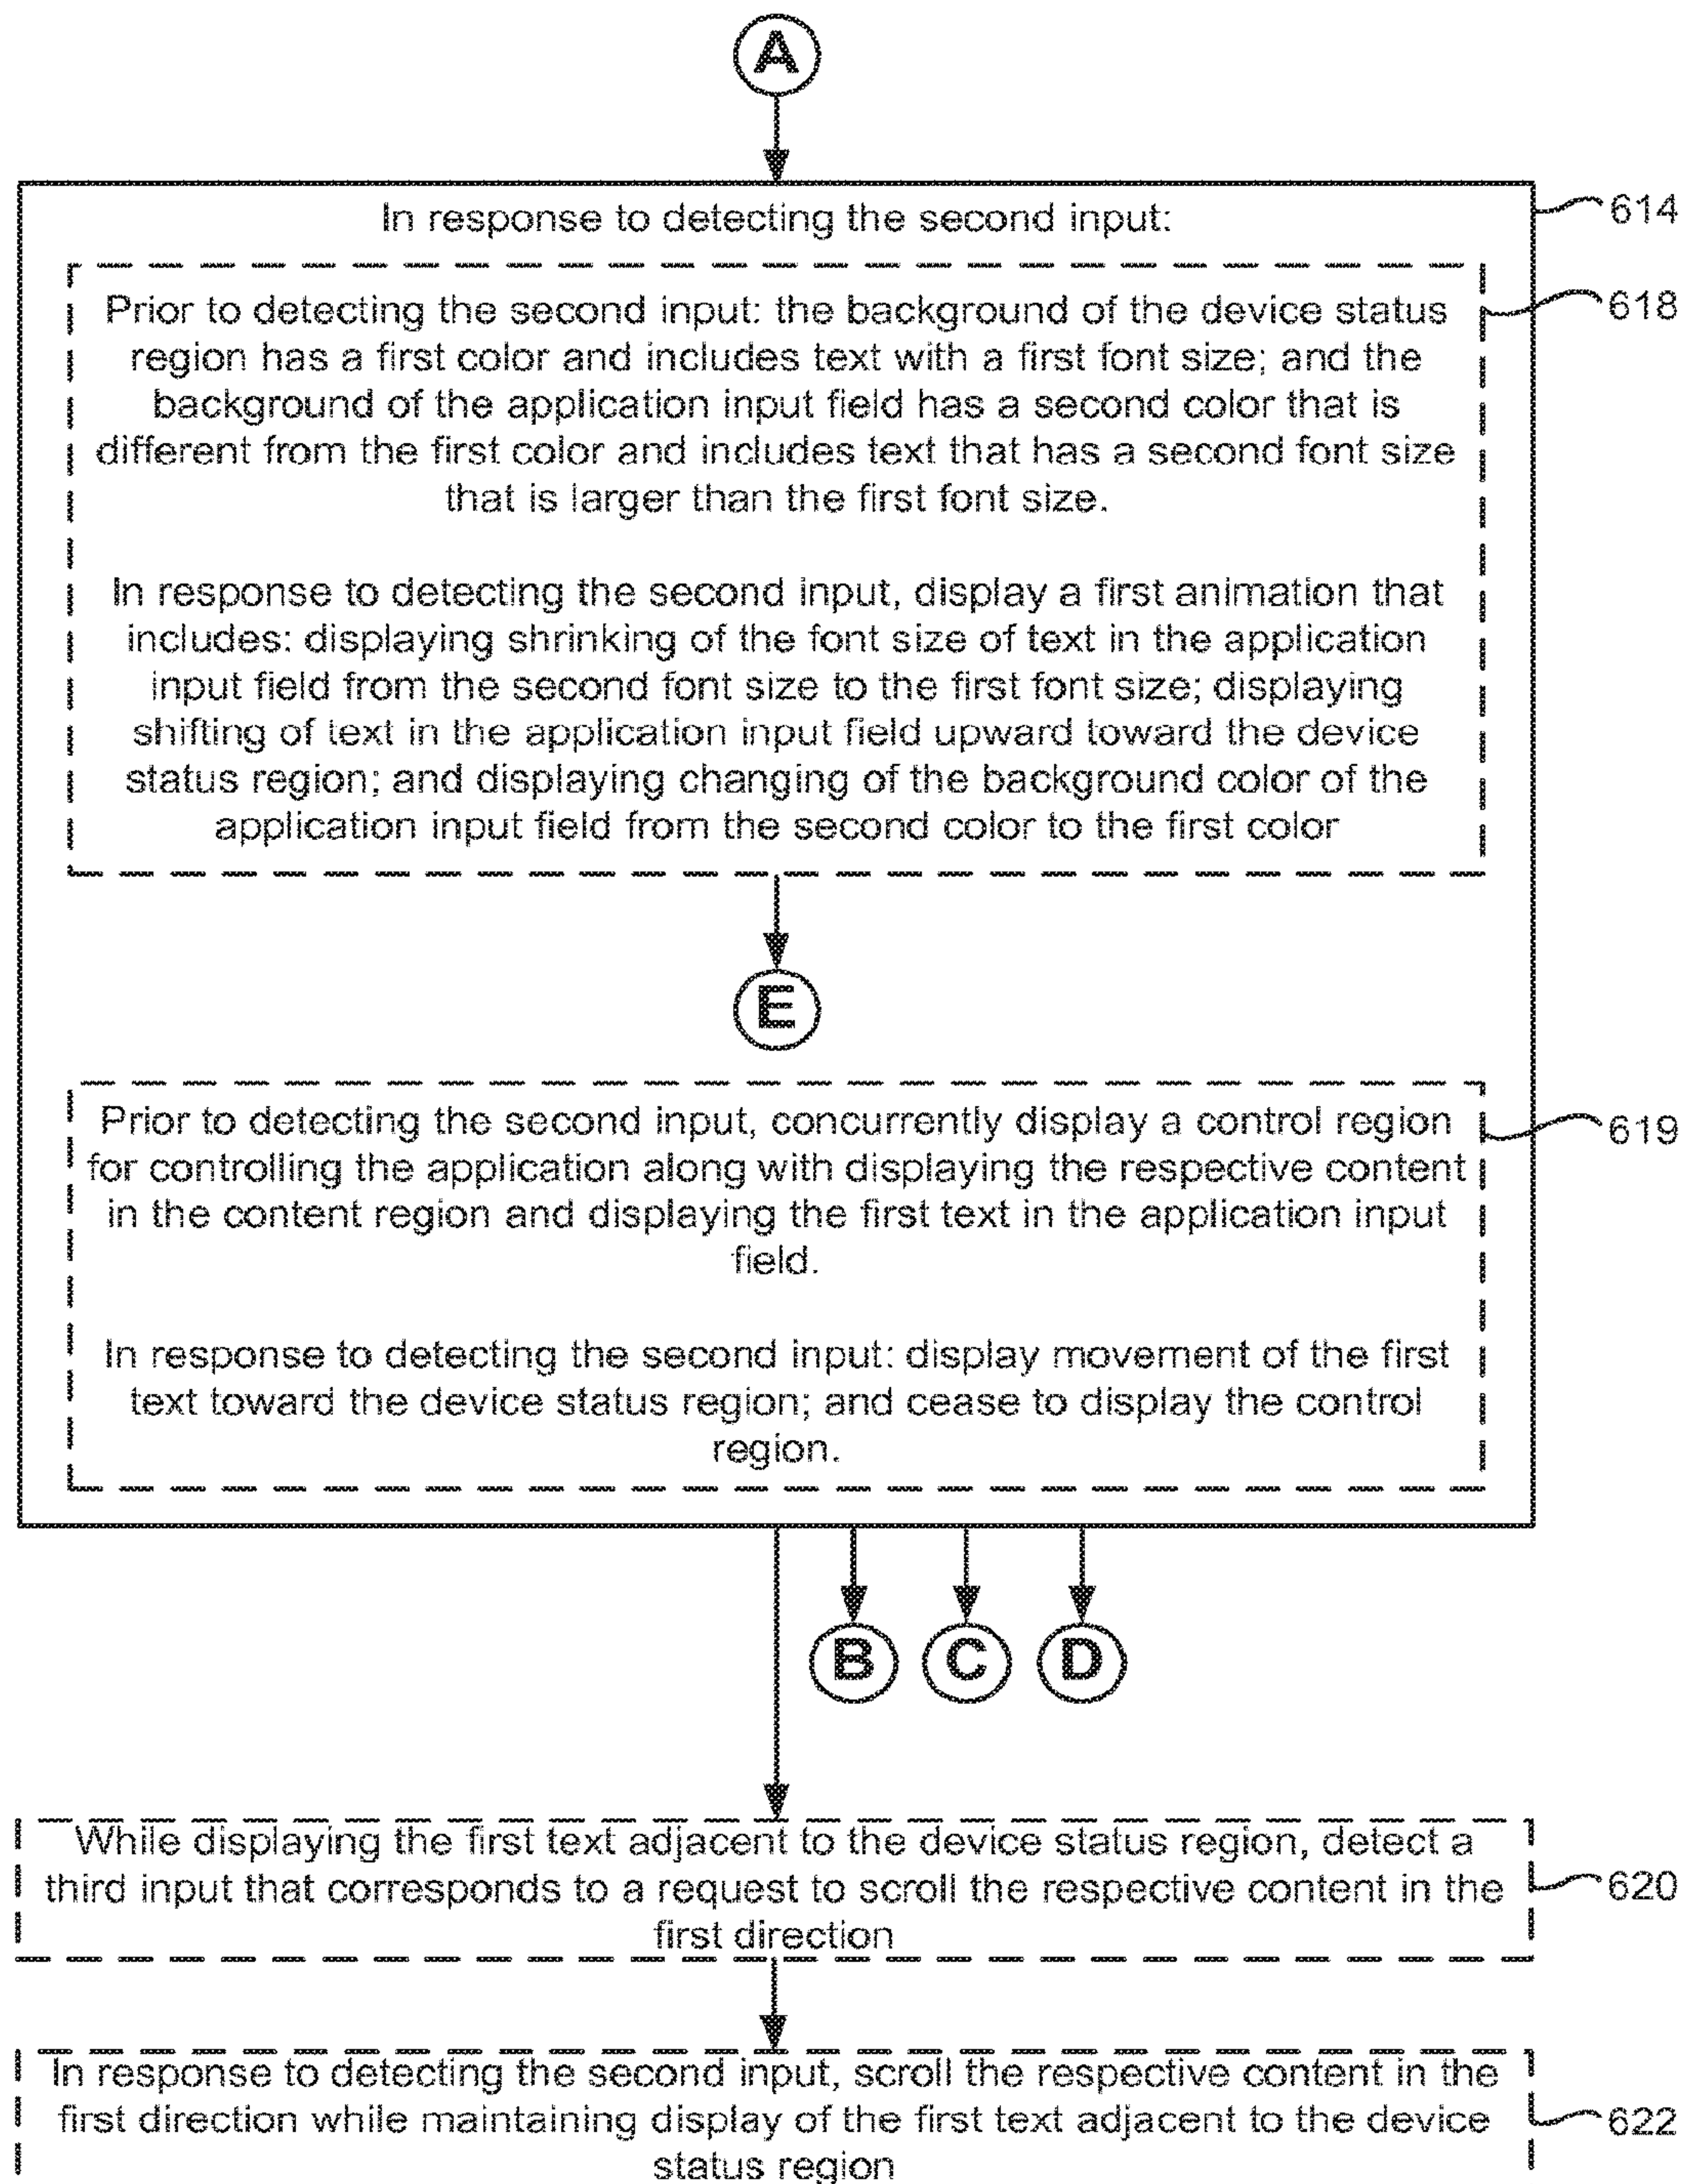 A
In response to detecting the second input:
614
Prior to detecting the second input: the background of the device status
region has a first color and includes text with a first font size; and the
background of the application input field has a second color that is
different from the first color and includes text that has a second font size
that is larger than the first font size.
618
In response to detecting the second input, display a first animation that
includes: displaying shrinking of the font size of text in the application
input field from the second font size to the first font size; displaying
shifting of text in the application input field upward toward the device
status region; and displaying changing of the background color of the
application input field from the second color to the first color
E
Prior to detecting the second input, concurrently display a control region
for controlling the application along with displaying the respective content
in the content region and displaying the first text in the application input
field.
619
In response to detecting the second input: display movement of the first
text toward the device status region; and cease to display the control
region.
B C D
While displaying the first text adjacent to the device status region, detect a
third input that corresponds to a request to scroll the respective content in the
first direction
620
In response to detecting the second input, scroll the respective content in the
first direction while maintaining display of the first text adjacent to the device
status region
622